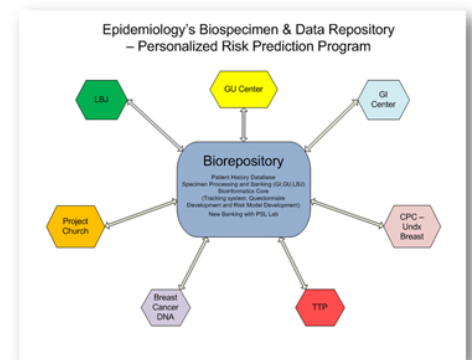 Epidemiology's Biospecimen & Data Repository
– Personalized Risk Prediction Program
LBJ
GU Center
GI
Center
Biorepository
Patient History Database
Specimen Processing and Banking (GI,GU,LBJ)
Bioinformatics Core
(Tracking system, Questionnaire
Development and Risk Model Development)
New Banking with PSL Lab
Project
Church
CPC –
Undx
Breast
Breast
Cancer
DNA
TTP